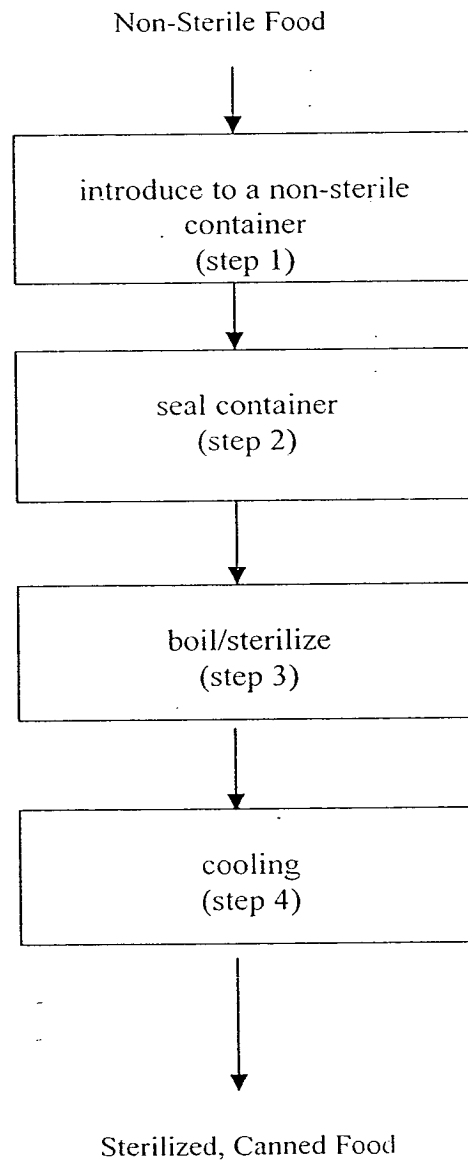 Non-Sterile Food
introduce to a non-sterile
container
(step 1)
seal container
(step 2)
boil/sterilize
(step 3)
cooling
(step 4)
Sterilized, Canned Food